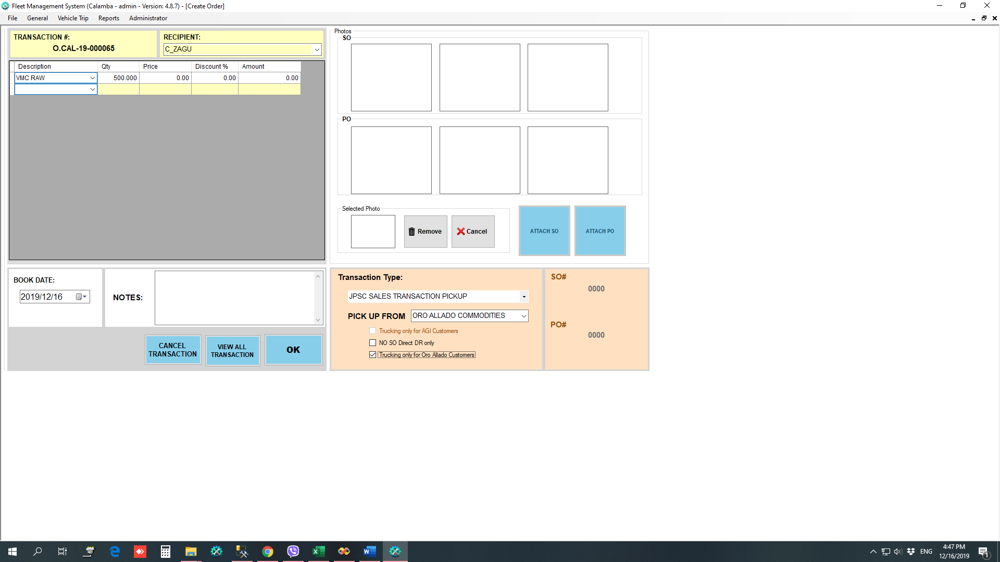 Fleet Management System (Calamba - admin - Version: 4.8.7) - [Create Order]
File General Vehicle Trip Reports Administrator
TRANSACTION #:
O.CAL-19-000065
RECIPIENT:
C_ZAGU
Description Qty Price Discount % Amount
VMC RAW 500.000 0.00 0.00 0.00
Photos
SO
PO
Selected Photo
Remove
Cancel
ATTACH SO
ATTACH PO
BOOK DATE:
2019/12/16
NOTES:
CANCEL
TRANSACTION
VIEW ALL
TRANSACTION
OK
Transaction Type:
JPSC SALES TRANSACTION PICKUP
PICK UP FROM ORO ALLADO COMMODITIES
Trucking only for AGI Customers
NO SO Direct DR only
Trucking only for Oro Allado Customers
SO#
0000
PO#
0000
ENG
4:47 PM
12/16/2019
1